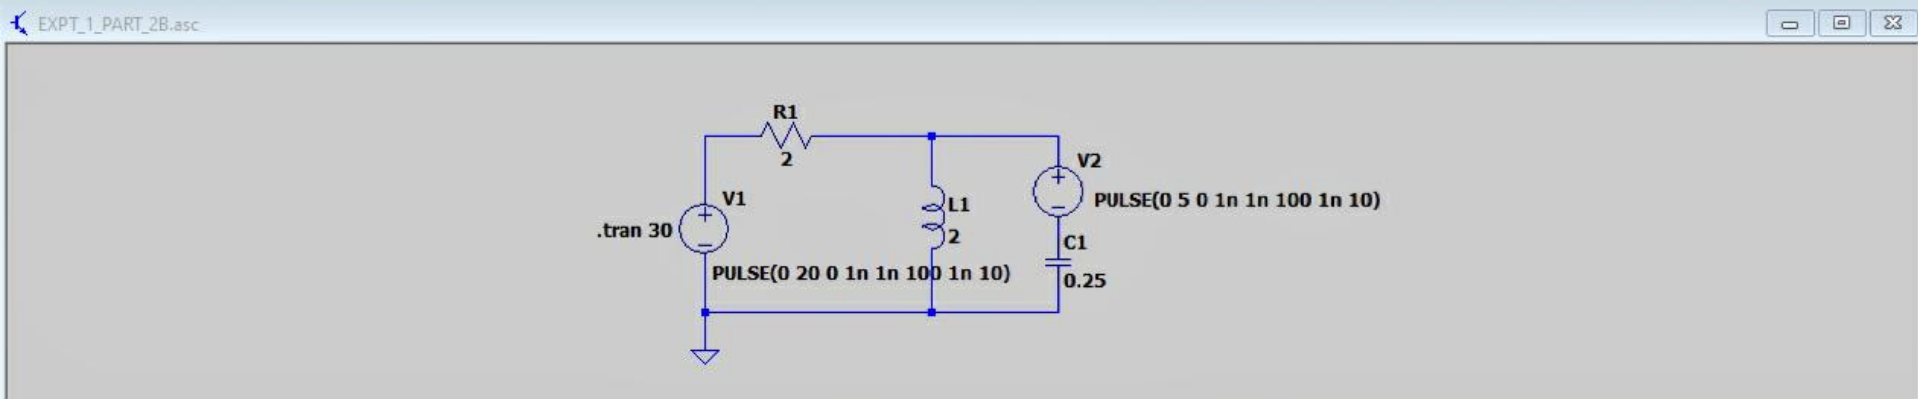 EXPT_1_PART_2B.asc
R1
2
V1
.tran 30
PULSE(0 20 0 1n 1n 100 1n 10)
L1
2
V2
PULSE(0 5 0 1n 1n 100 1n 10)
C1
0.25